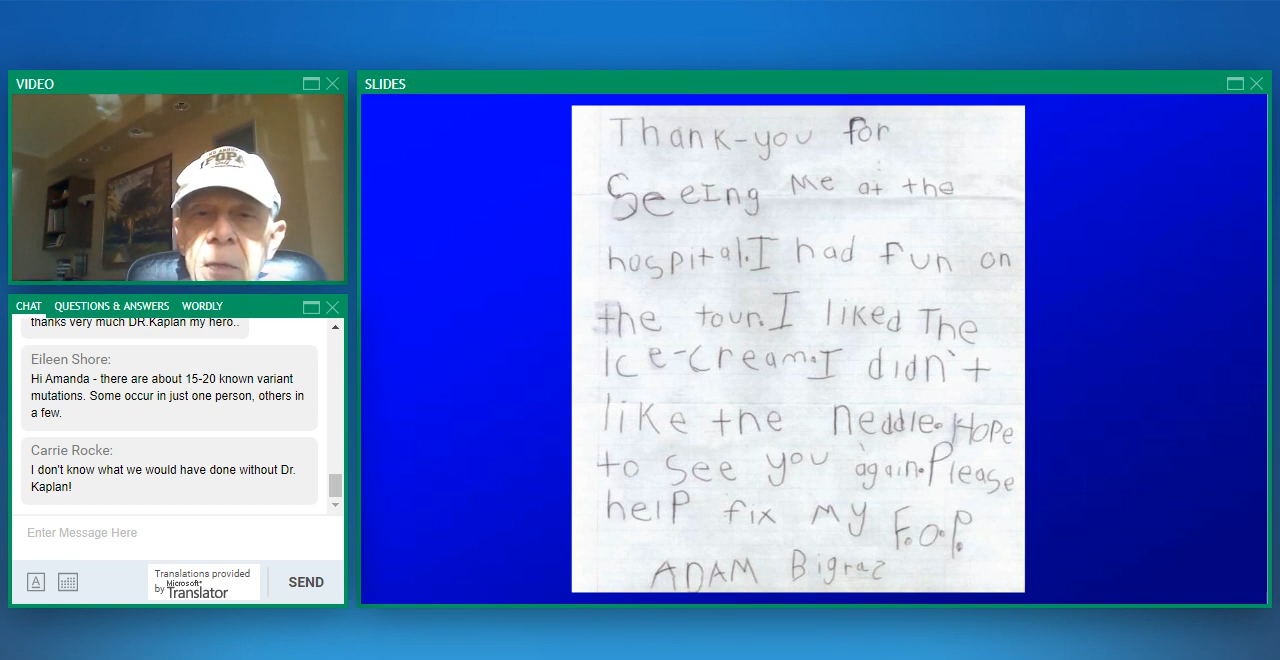 VIDEO
IFOPA
CHAT QUESTIONS & ANSWERS WORDLY
thanks very much DR.Kaplan my hero..
Eileen Shore:
Hi Amanda - there are about 15-20 known variant
mutations. Some occur in just one person, others in
a few.
Carrie Rocke:
I don't know what we would have done without Dr.
Kaplan!
Enter Message Here
A
Translations provided
by Microsoft® Translator
SEND
SLIDES
Thank-you for
SeeIng Me at the
hospital.I had fun on
the tour.I liked The
Ice-cream.I didn't
like the neddle.Hope
to see you again.Please
help fix my F.O.P.
ADAM